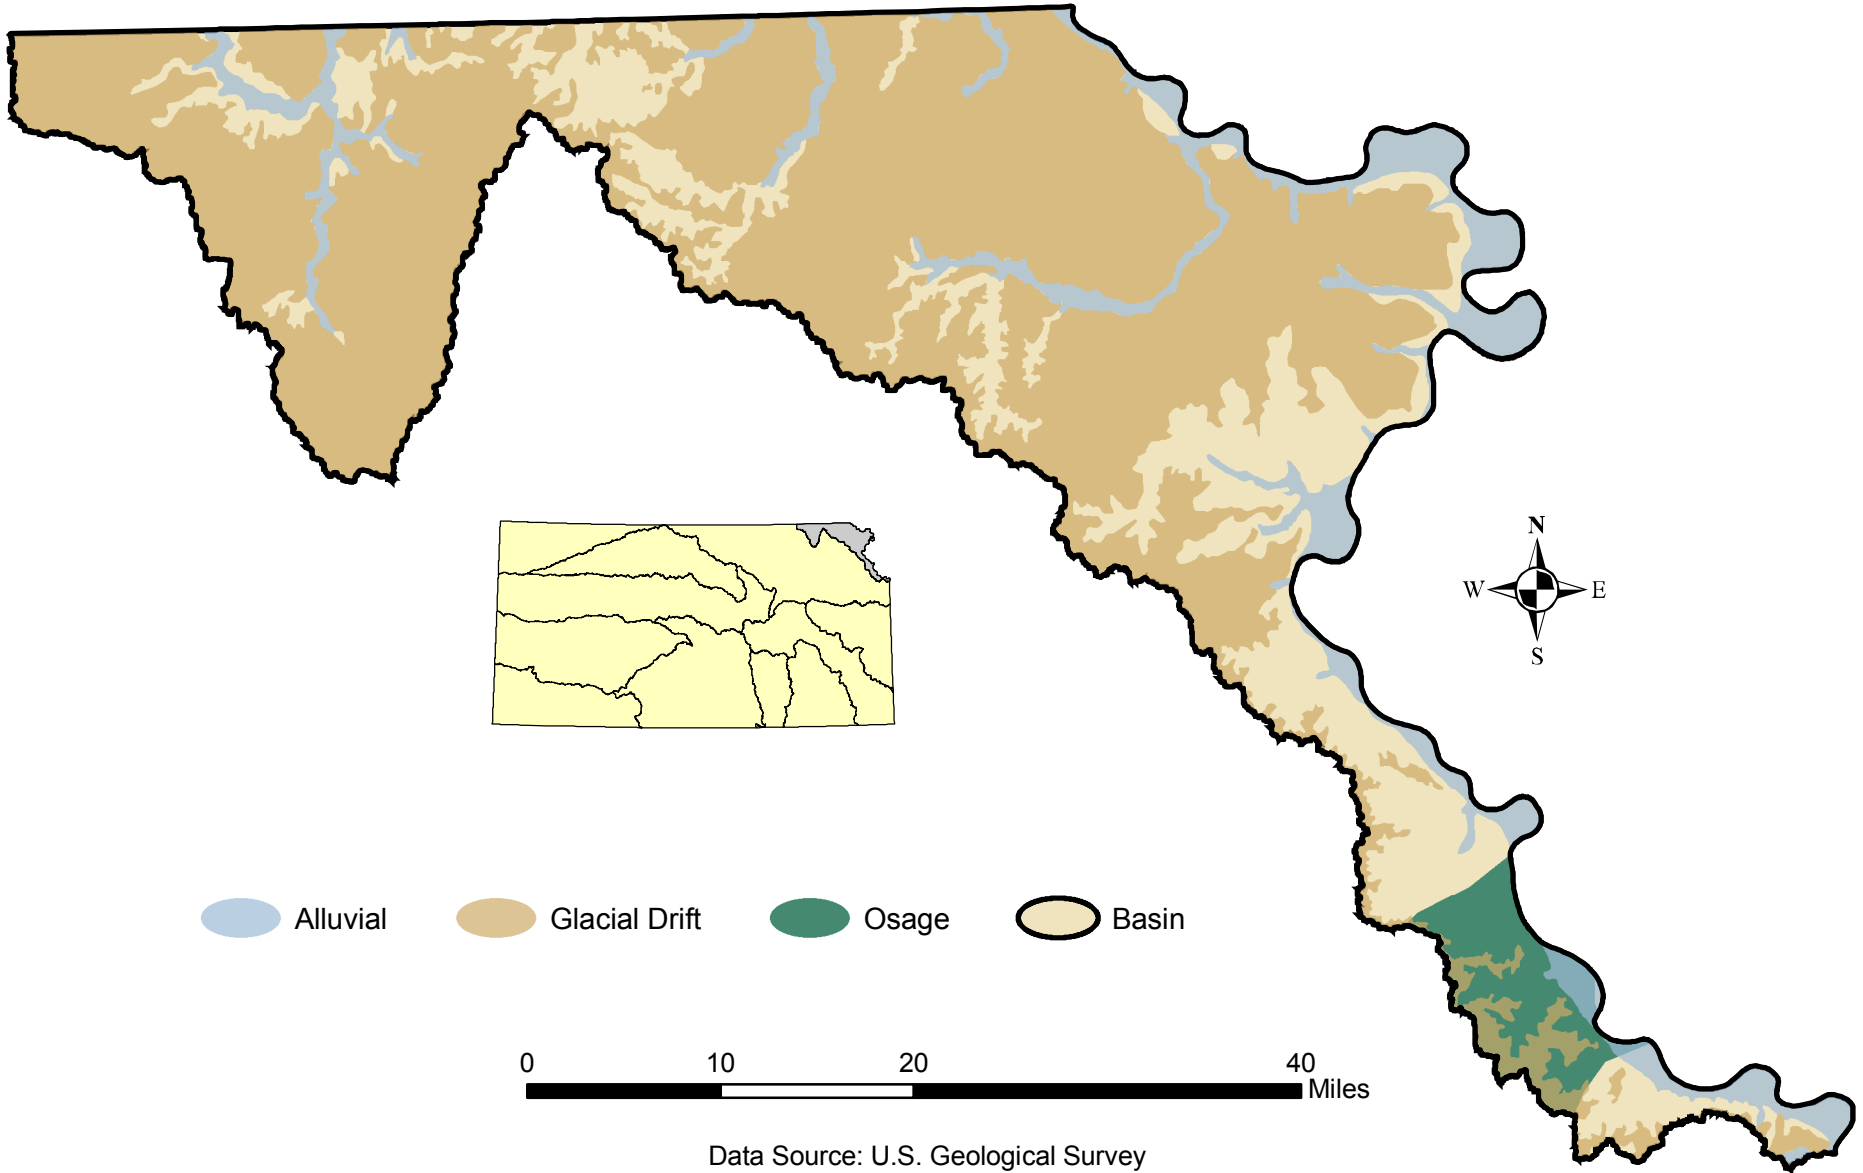 N
W E
S
Alluvial Glacial Drift Osage Basin
0 10 20 40
Miles
Data Source: U.S. Geological Survey